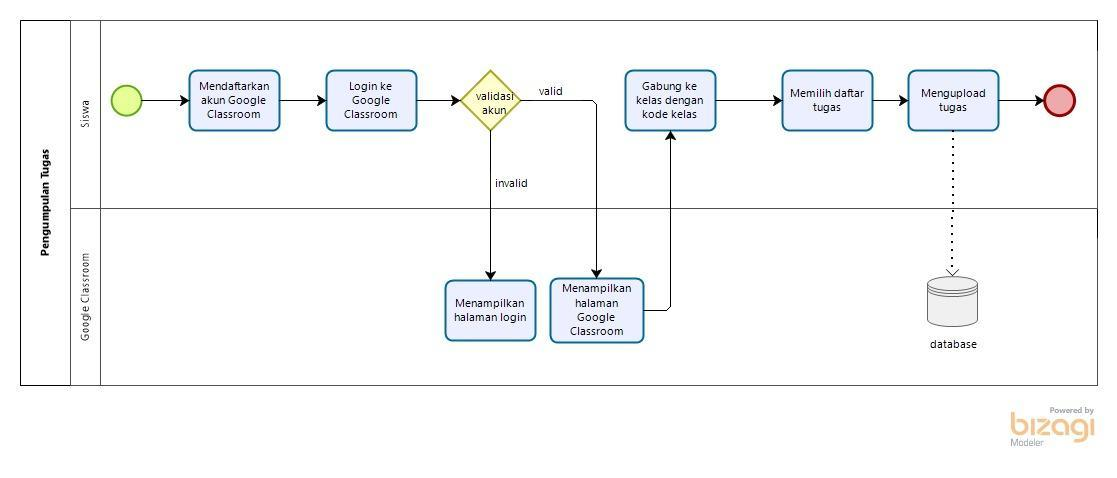 Pengumpulan Tugas
Siswa
Mendaftarkan
akun Google
Classroom
Login ke
Google
Classroom
validasi
akun
valid
invalid
Gabung ke
kelas dengan
kode kelas
Memilih daftar
tugas
Mengupload
tugas
Google Classroom
Menampilkan
halaman login
Menampilkan
halaman
Google
Classroom
database
Powered by
bizagi
Modeler